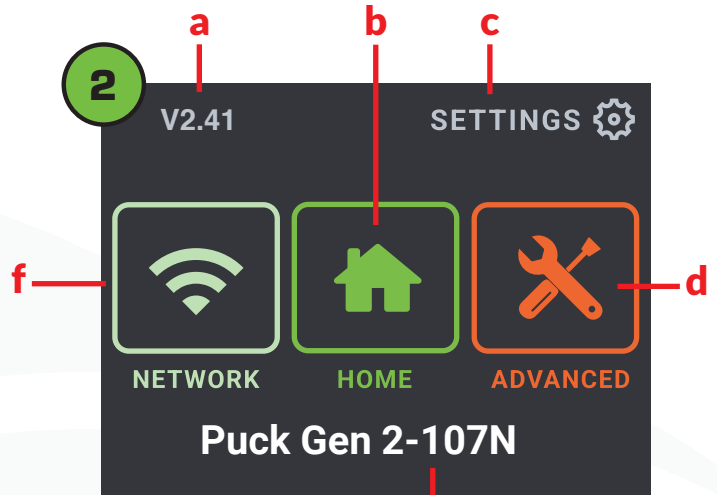 a b c
2
V2.41 SETTINGS
f d
NETWORK HOME ADVANCED
Puck Gen 2-107N